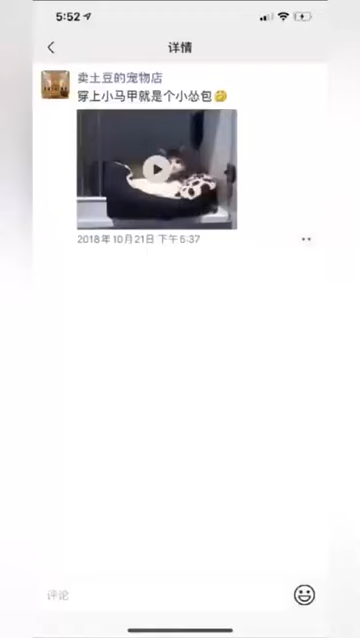 5:52
详情
卖土豆的宠物店
穿上小马甲就是个小怂包
2018年10月21日 下午5:37
评论